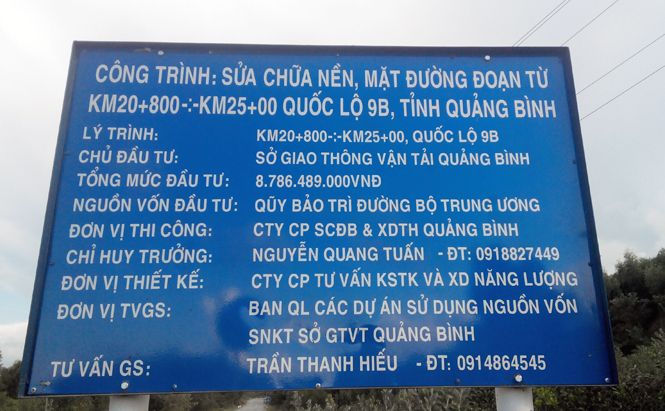 CÔNG TRÌNH: SỬA CHỮA NỀN, MẶT ĐƯỜNG ĐOẠN TỪ
KM20+800-:-KM25+00 QUỐC LỘ 9B, TỈNH QUẢNG BÌNH
LÝ TRÌNH: KM20+800-:-KM25+00, QUỐC LỘ 9B
CHỦ ĐẦU TƯ: SỞ GIAO THÔNG VẬN TẢI QUẢNG BÌNH
TỔNG MỨC ĐẦU TƯ: 8.786.489.000VNĐ
NGUỒN VỐN ĐẦU TƯ: QŨY BẢO TRÌ ĐƯỜNG BỘ TRUNG ƯƠNG
ĐƠN VỊ THI CÔNG: CTY CP SCĐB & XDTH QUẢNG BÌNH
CHỈ HUY TRƯỞNG: NGUYỄN QUANG TUẤN - ĐT: 0918827449
ĐƠN VỊ THIẾT KẾ: CTY CP TƯ VẤN KSTK VÀ XD NĂNG LƯỢNG
ĐƠN VỊ TVGS: BAN QL CÁC DỰ ÁN SỬ DỤNG NGUỒN VỐN
SNKT SỞ GTVT QUẢNG BÌNH
TƯ VẤN GS: TRẦN THANH HIẾU - ĐT: 0914864545